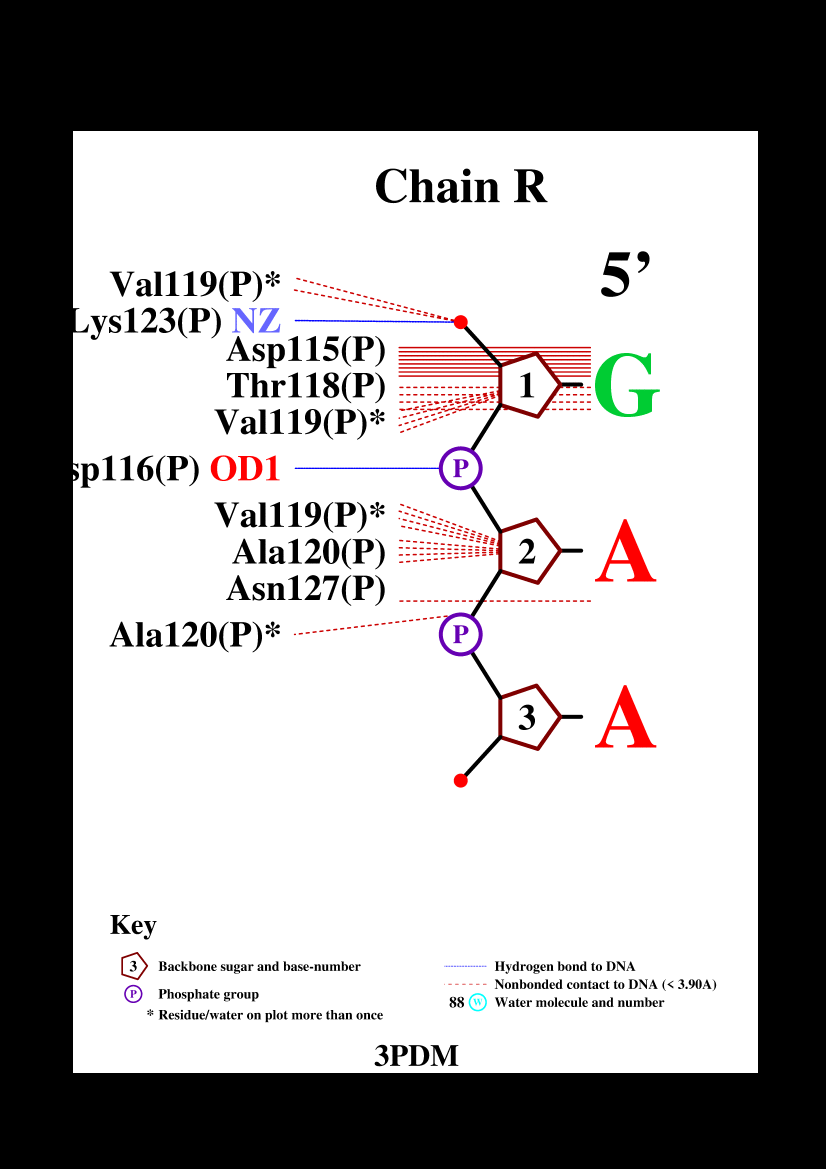 Chain R
5’
Val119(P)*
Lys123(P) NZ
Asp115(P)
Thr118(P)
Val119(P)*
1
G
sp116(P) OD1
P
Val119(P)*
Ala120(P)
Asn127(P)
2
A
Ala120(P)*
P
3
A
Key
3 Backbone sugar and base-number
P Phosphate group
* Residue/water on plot more than once
Hydrogen bond to DNA
Nonbonded contact to DNA (< 3.90A)
88 W Water molecule and number
3PDM